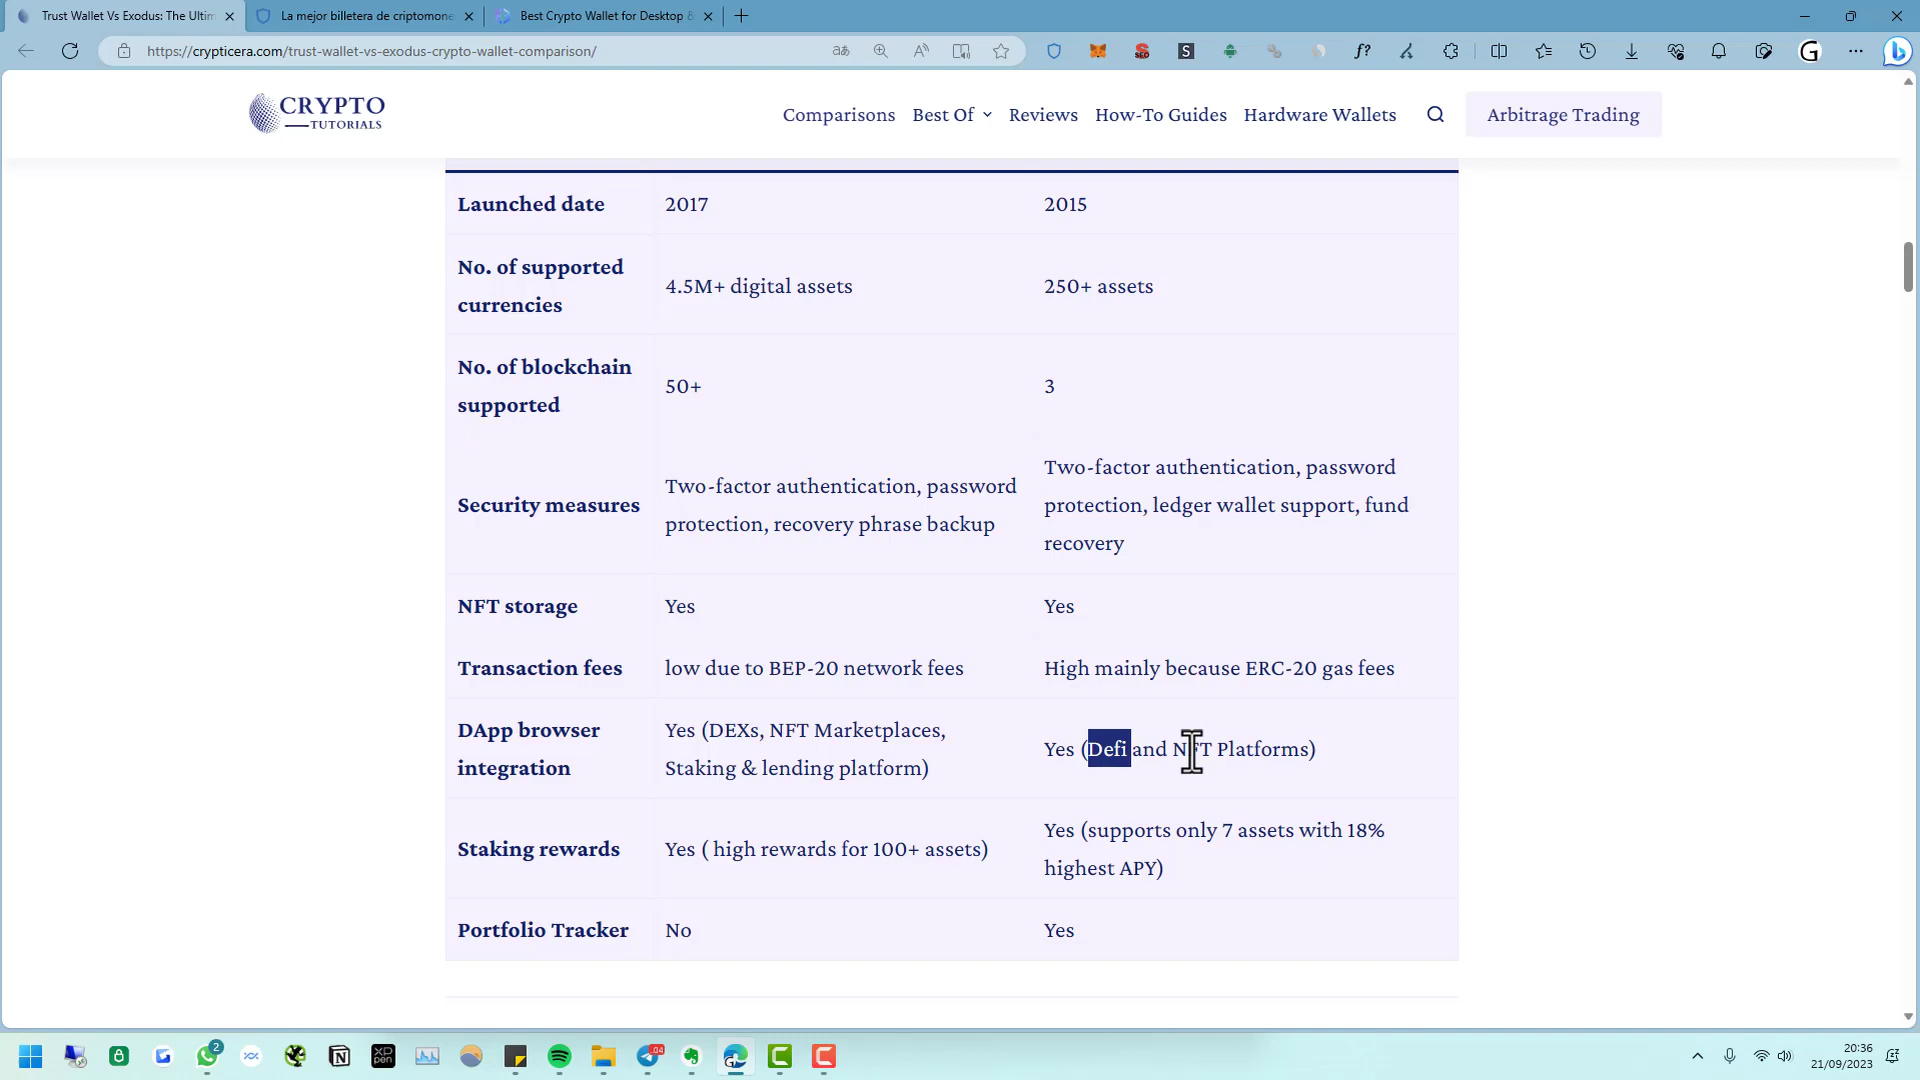 Trust Wallet Vs Exodus: The Ultim
La mejor billetera de criptomone
Best Crypto Wallet for Desktop &
https://crypticera.com/trust-wallet-vs-exodus-crypto-wallet-comparison/
CRYPTO
TUTORIALS
Comparisons Best Of Reviews How-To Guides Hardware Wallets Arbitrage Trading
Launched date 2017 2015
No. of supported
currencies
4.5M+ digital assets
250+ assets
No. of blockchain
supported
50+
3
Security measures
Two-factor authentication, password
protection, recovery phrase backup
Two-factor authentication, password
protection, ledger wallet support, fund
recovery
NFT storage Yes Yes
Transaction fees low due to BEP-20 network fees High mainly because ERC-20 gas fees
DApp browser
integration
Yes (DEXs, NFT Marketplaces,
Staking & lending platform)
Yes (Defi and NFT Platforms)
Staking rewards
Yes ( high rewards for 100+ assets)
Yes (supports only 7 assets with 18%
highest APY)
Portfolio Tracker No Yes
20:36
21/09/2023